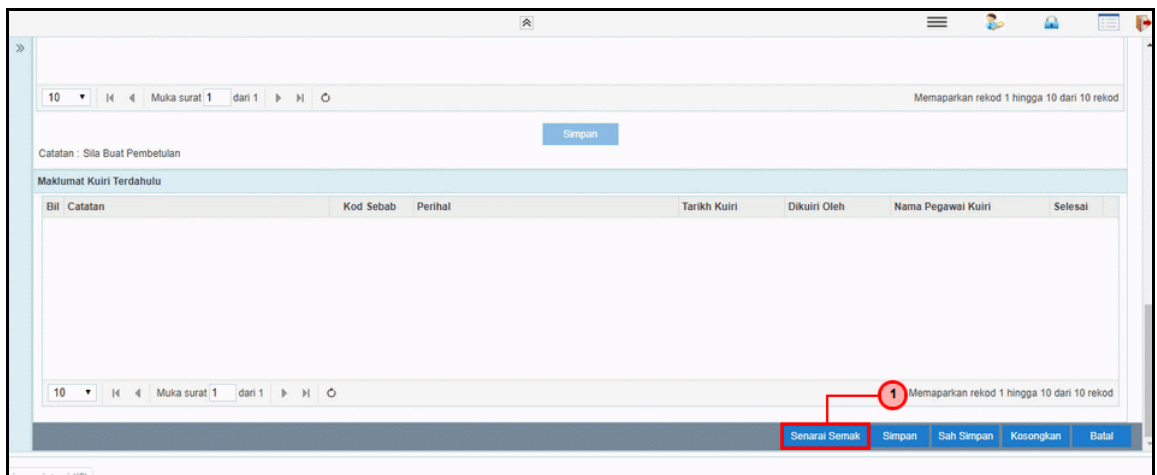 10 Muka surat 1 dari 1 Memaparkan rekod 1 hingga 10 dari 10 rekod
Simpan
Catatan : Sila Buat Pembetulan
Maklumat Kuiri Terdahulu
Bil Catatan Kod Sebab Perihal Tarikh Kuiri Dikuiri Oleh Nama Pegawai Kuiri Selesai
10 Muka surat 1 dari 1 1 Memaparkan rekod 1 hingga 10 dari 10 rekod
Senarai Semak Simpan Sah Simpan Kosongkan Batal